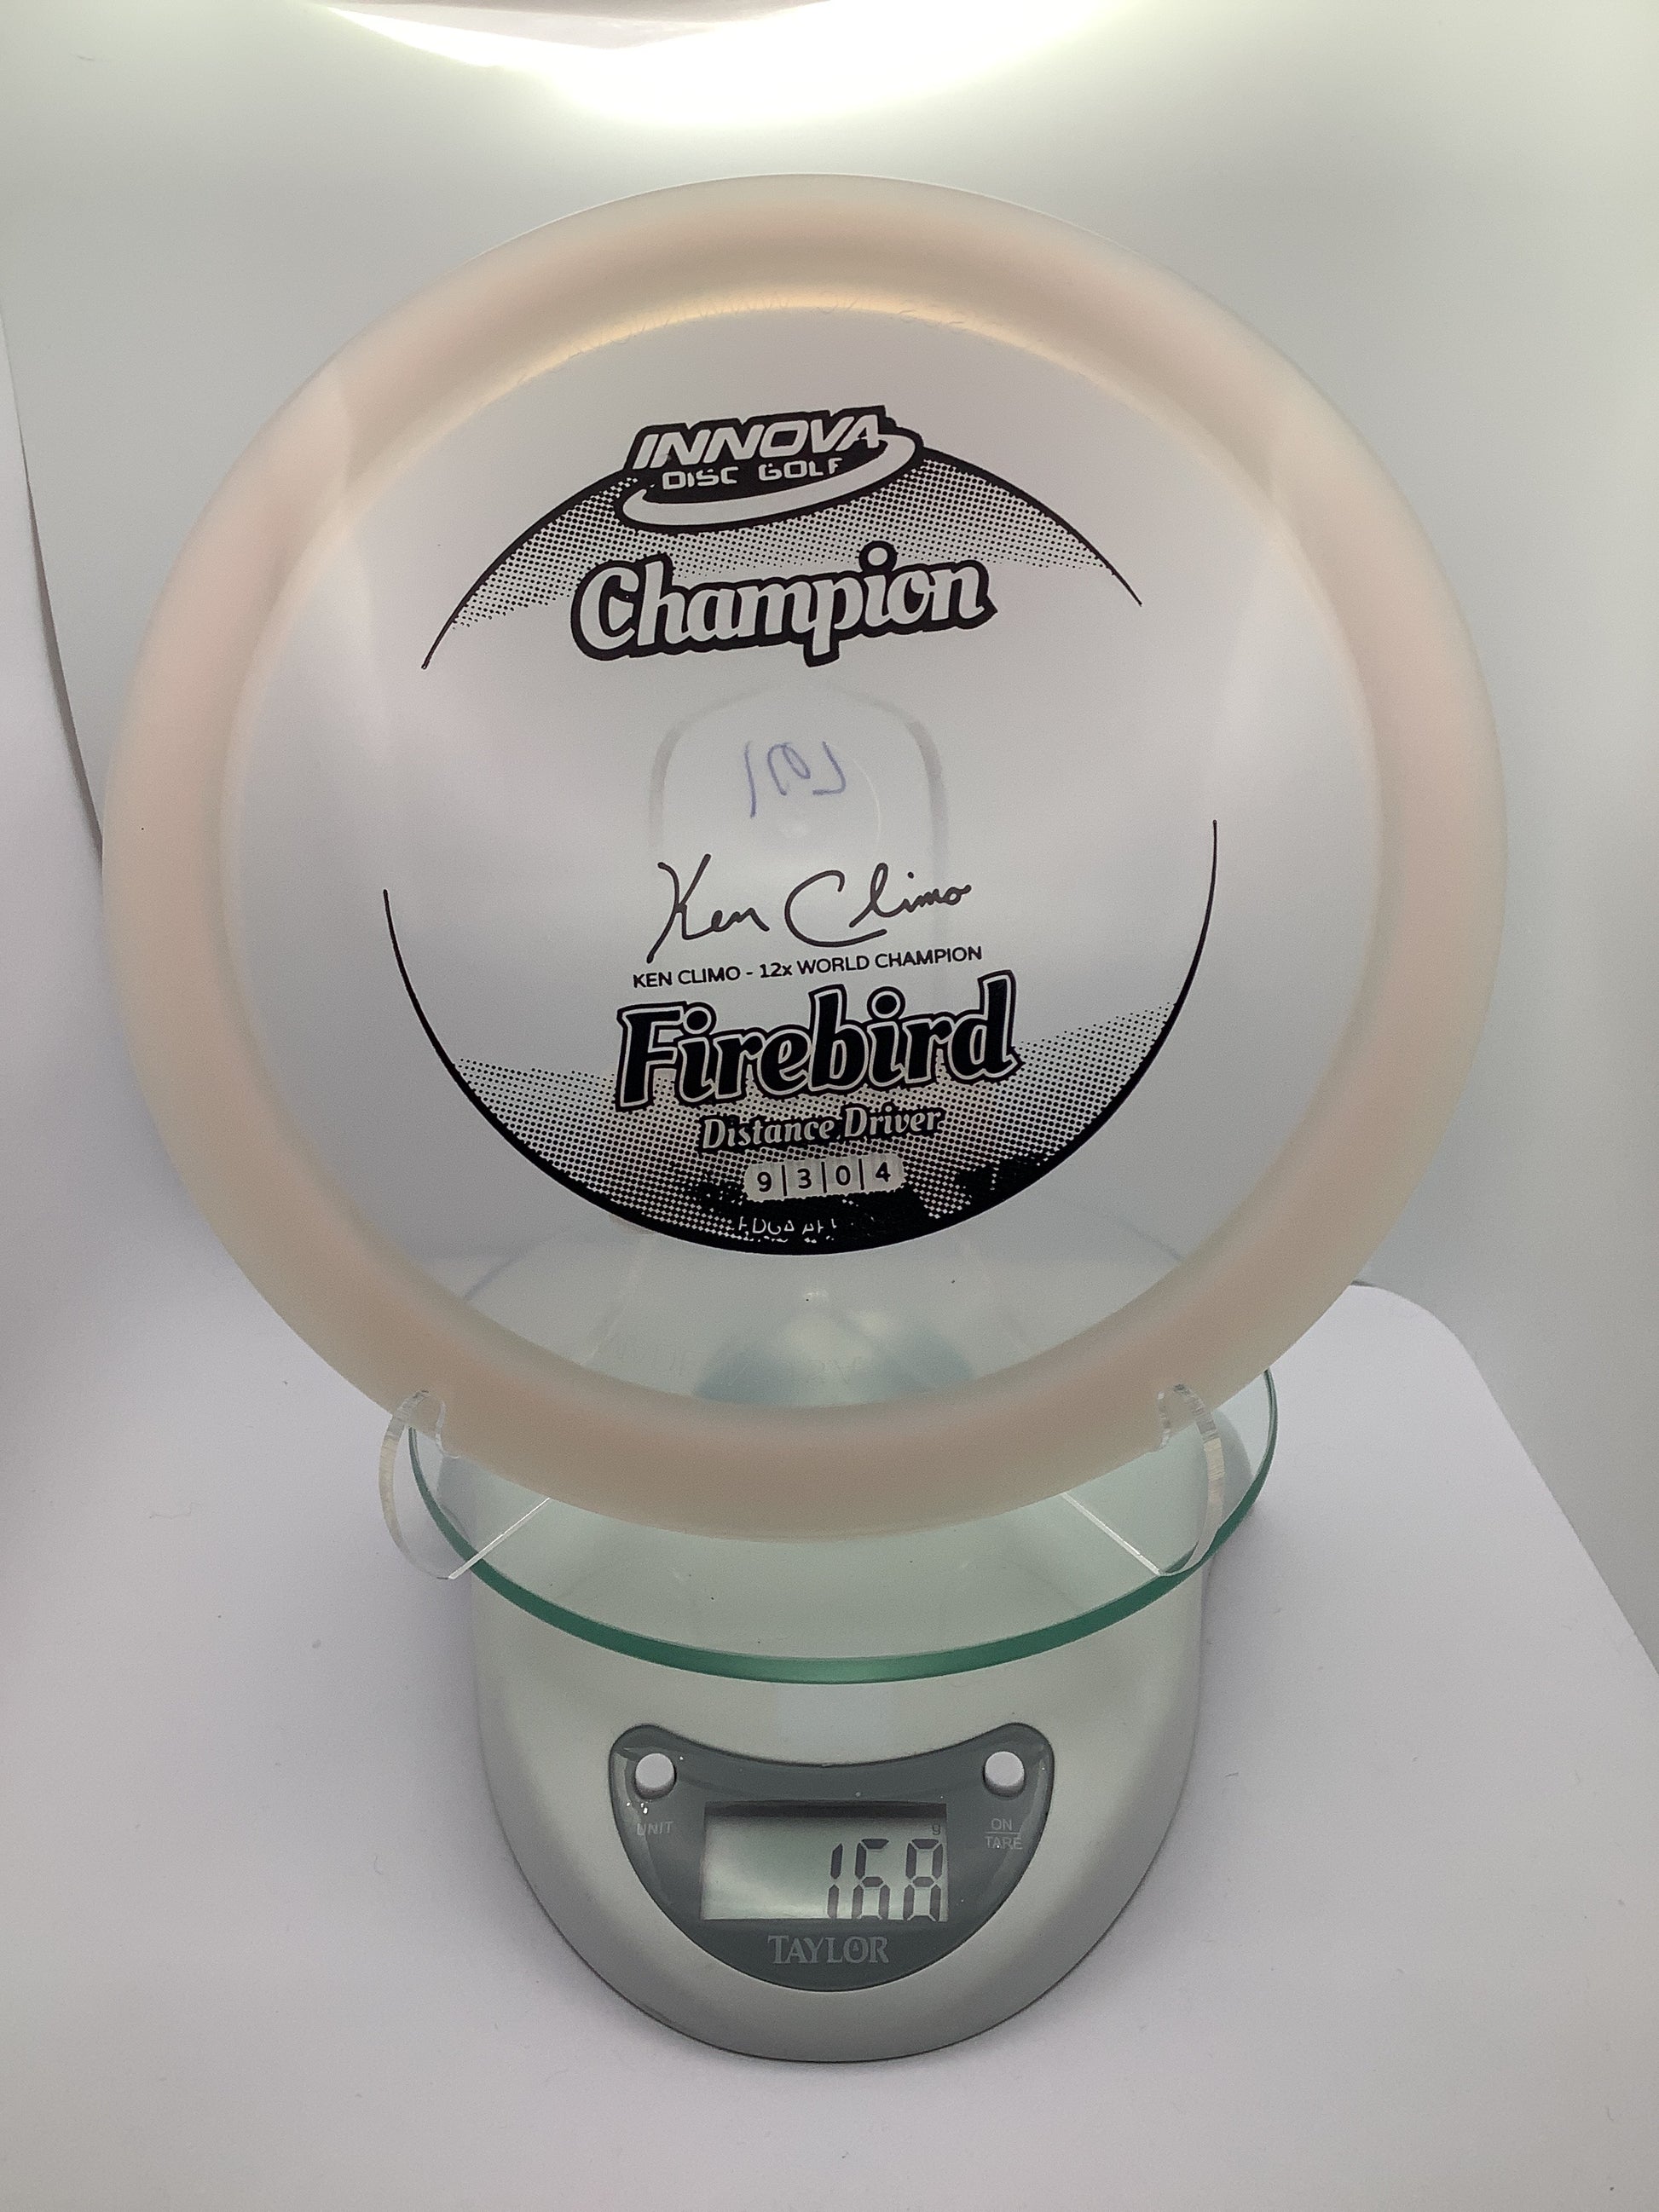 INNOVA
DISC GOLF
Champion
Ken Climo
KEN CLIMO - 12x WORLD CHAMPION
Firebird
Distance Driver
9|3|0|4
UNIT
ON
TARE
g
168
TAYLOR